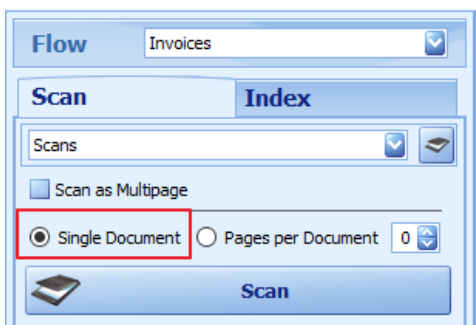 Flow Invoices
Scan Index
Scans
Scan as Multipage
Single Document Pages per Document 0
Scan